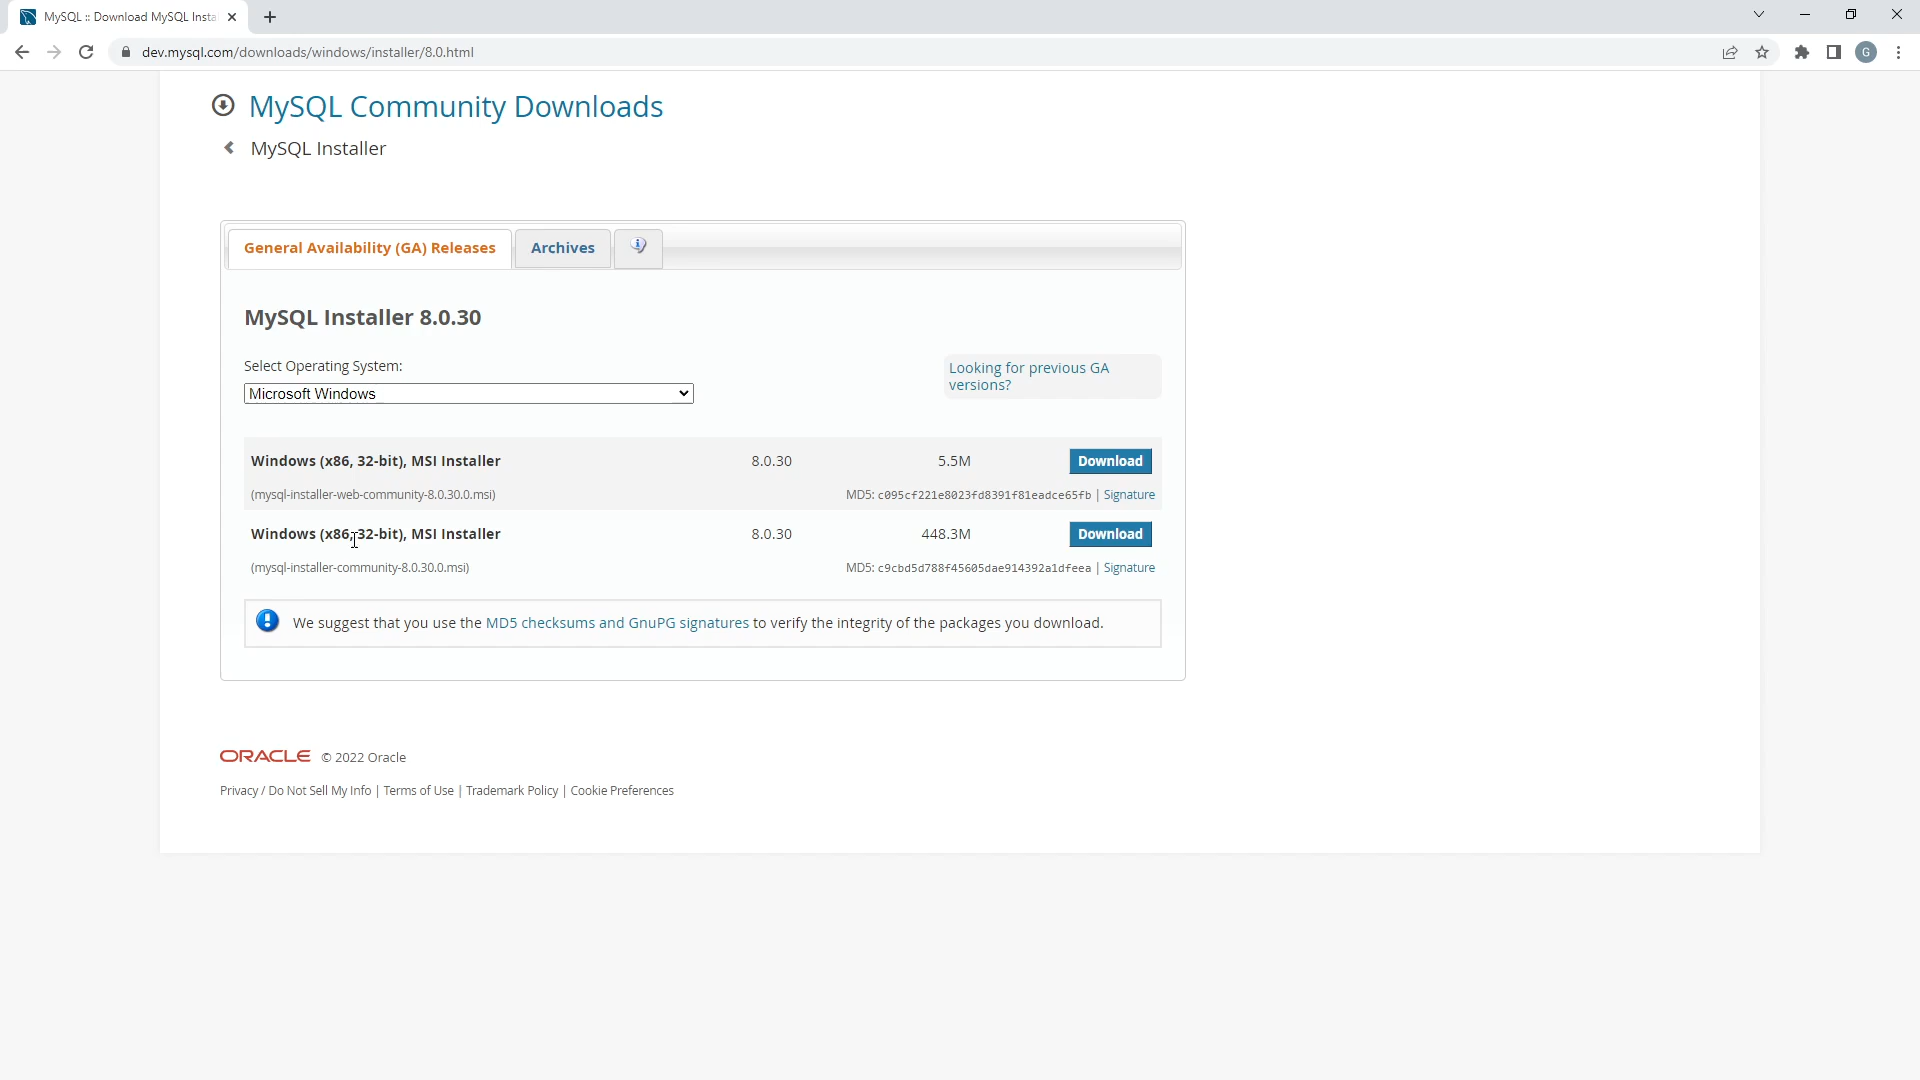 MySQL :: Download MySQL Insta
dev.mysql.com/downloads/windows/installer/8.0.html
G
MySQL Community Downloads
MySQL Installer
General Availability (GA) Releases
Archives
MySQL Installer 8.0.30
Select Operating System:
Looking for previous GA
versions?
Microsoft Windows
Windows (x86, 32-bit), MSI Installer 8.0.30 5.5M Download
(mysql-installer-web-community-8.0.30.0.msi) MD5: c095cf221e8023fd8391f81eadce65fb | Signature
Windows (x86, 32-bit), MSI Installer 8.0.30 448.3M Download
(mysql-installer-community-8.0.30.0.msi) MD5: c9cbd5d788f45605dae914392a1dfeea | Signature
We suggest that you use the MD5 checksums and GnuPG signatures to verify the integrity of the packages you download.
ORACLE © 2022 Oracle
Privacy / Do Not Sell My Info | Terms of Use | Trademark Policy | Cookie Preferences